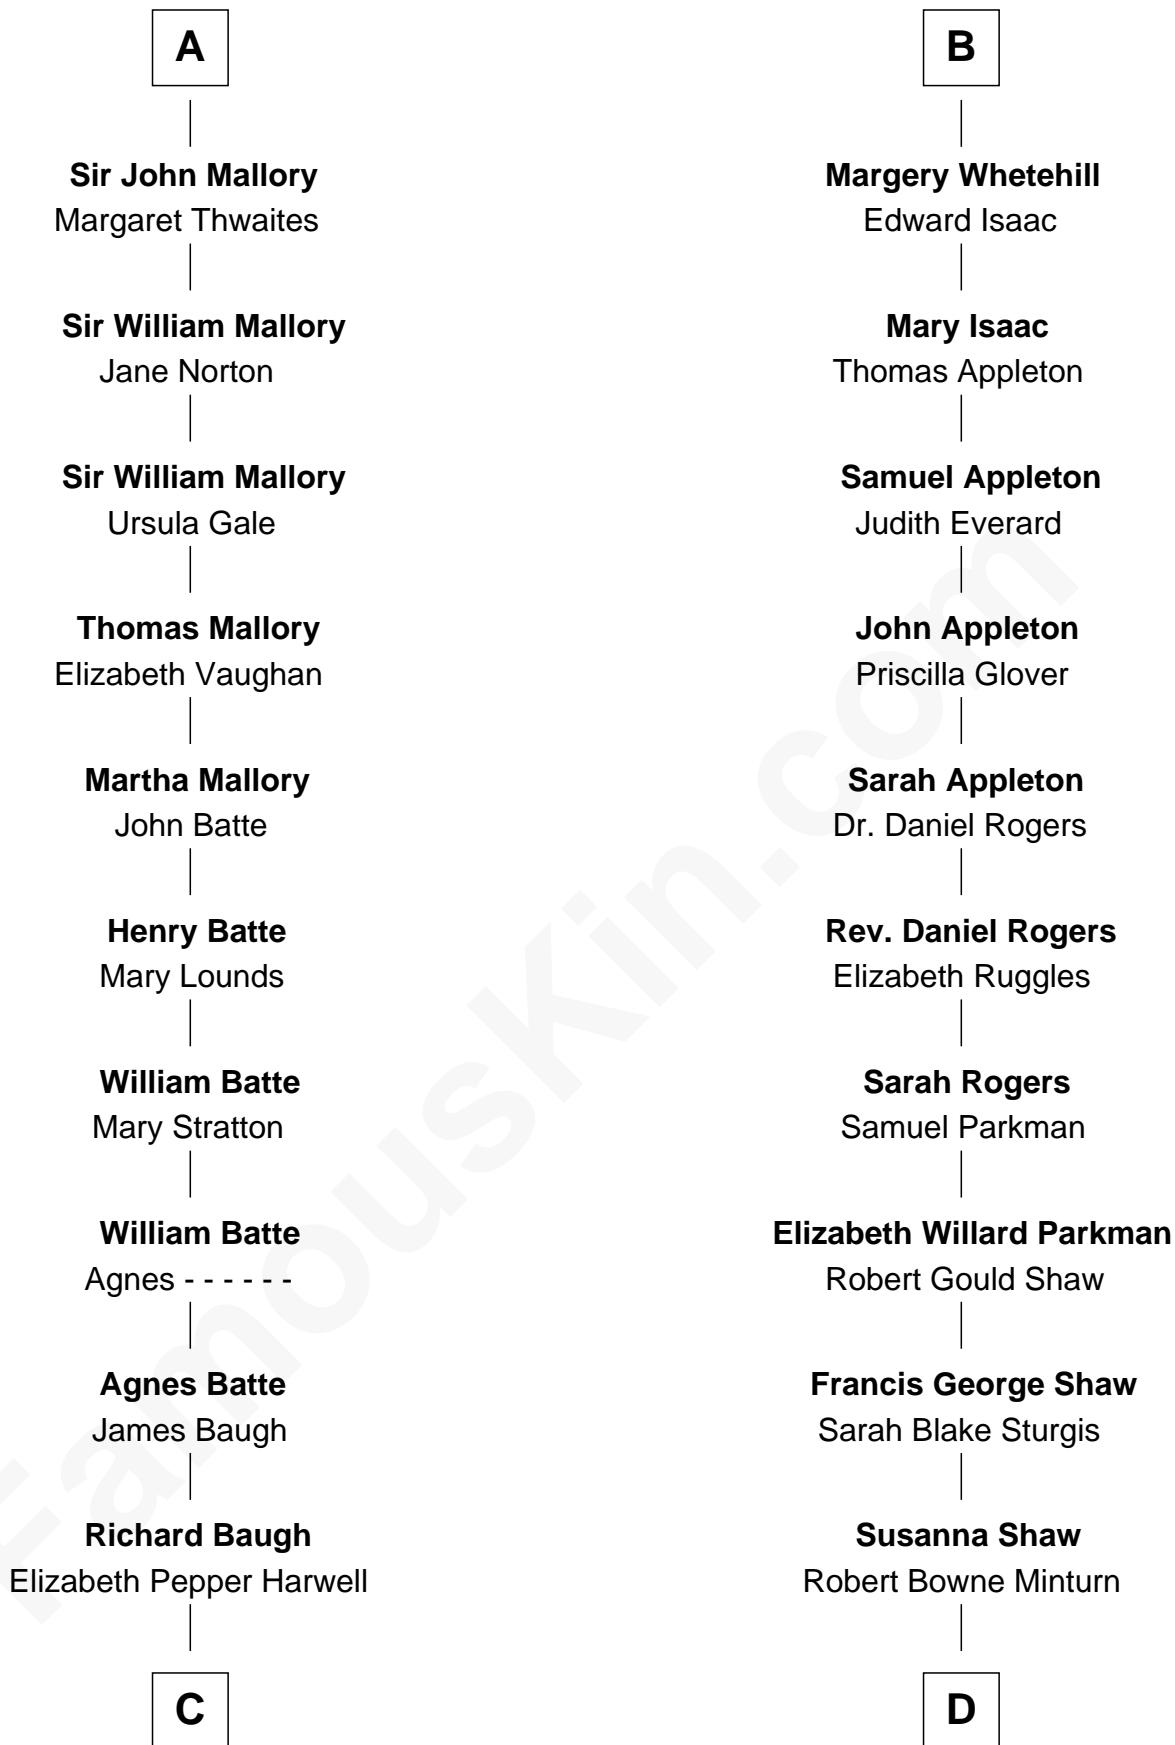 A
Sir John Mallory
Margaret Thwaites
Sir William Mallory
Jane Norton
Sir William Mallory
Ursula Gale
Thomas Mallory
Elizabeth Vaughan
Martha Mallory
John Batte
Henry Batte
Mary Lounds
William Batte
Mary Stratton
William Batte
Agnes - - - - - -
Agnes Batte
James Baugh
Richard Baugh
Elizabeth Pepper Harwell
C
B
Margery Whetehill
Edward Isaac
Mary Isaac
Thomas Appleton
Samuel Appleton
Judith Everard
John Appleton
Priscilla Glover
Sarah Appleton
Dr. Daniel Rogers
Rev. Daniel Rogers
Elizabeth Ruggles
Sarah Rogers
Samuel Parkman
Elizabeth Willard Parkman
Robert Gould Shaw
Francis George Shaw
Sarah Blake Sturgis
Susanna Shaw
Robert Bowne Minturn
D
FamousKin.com